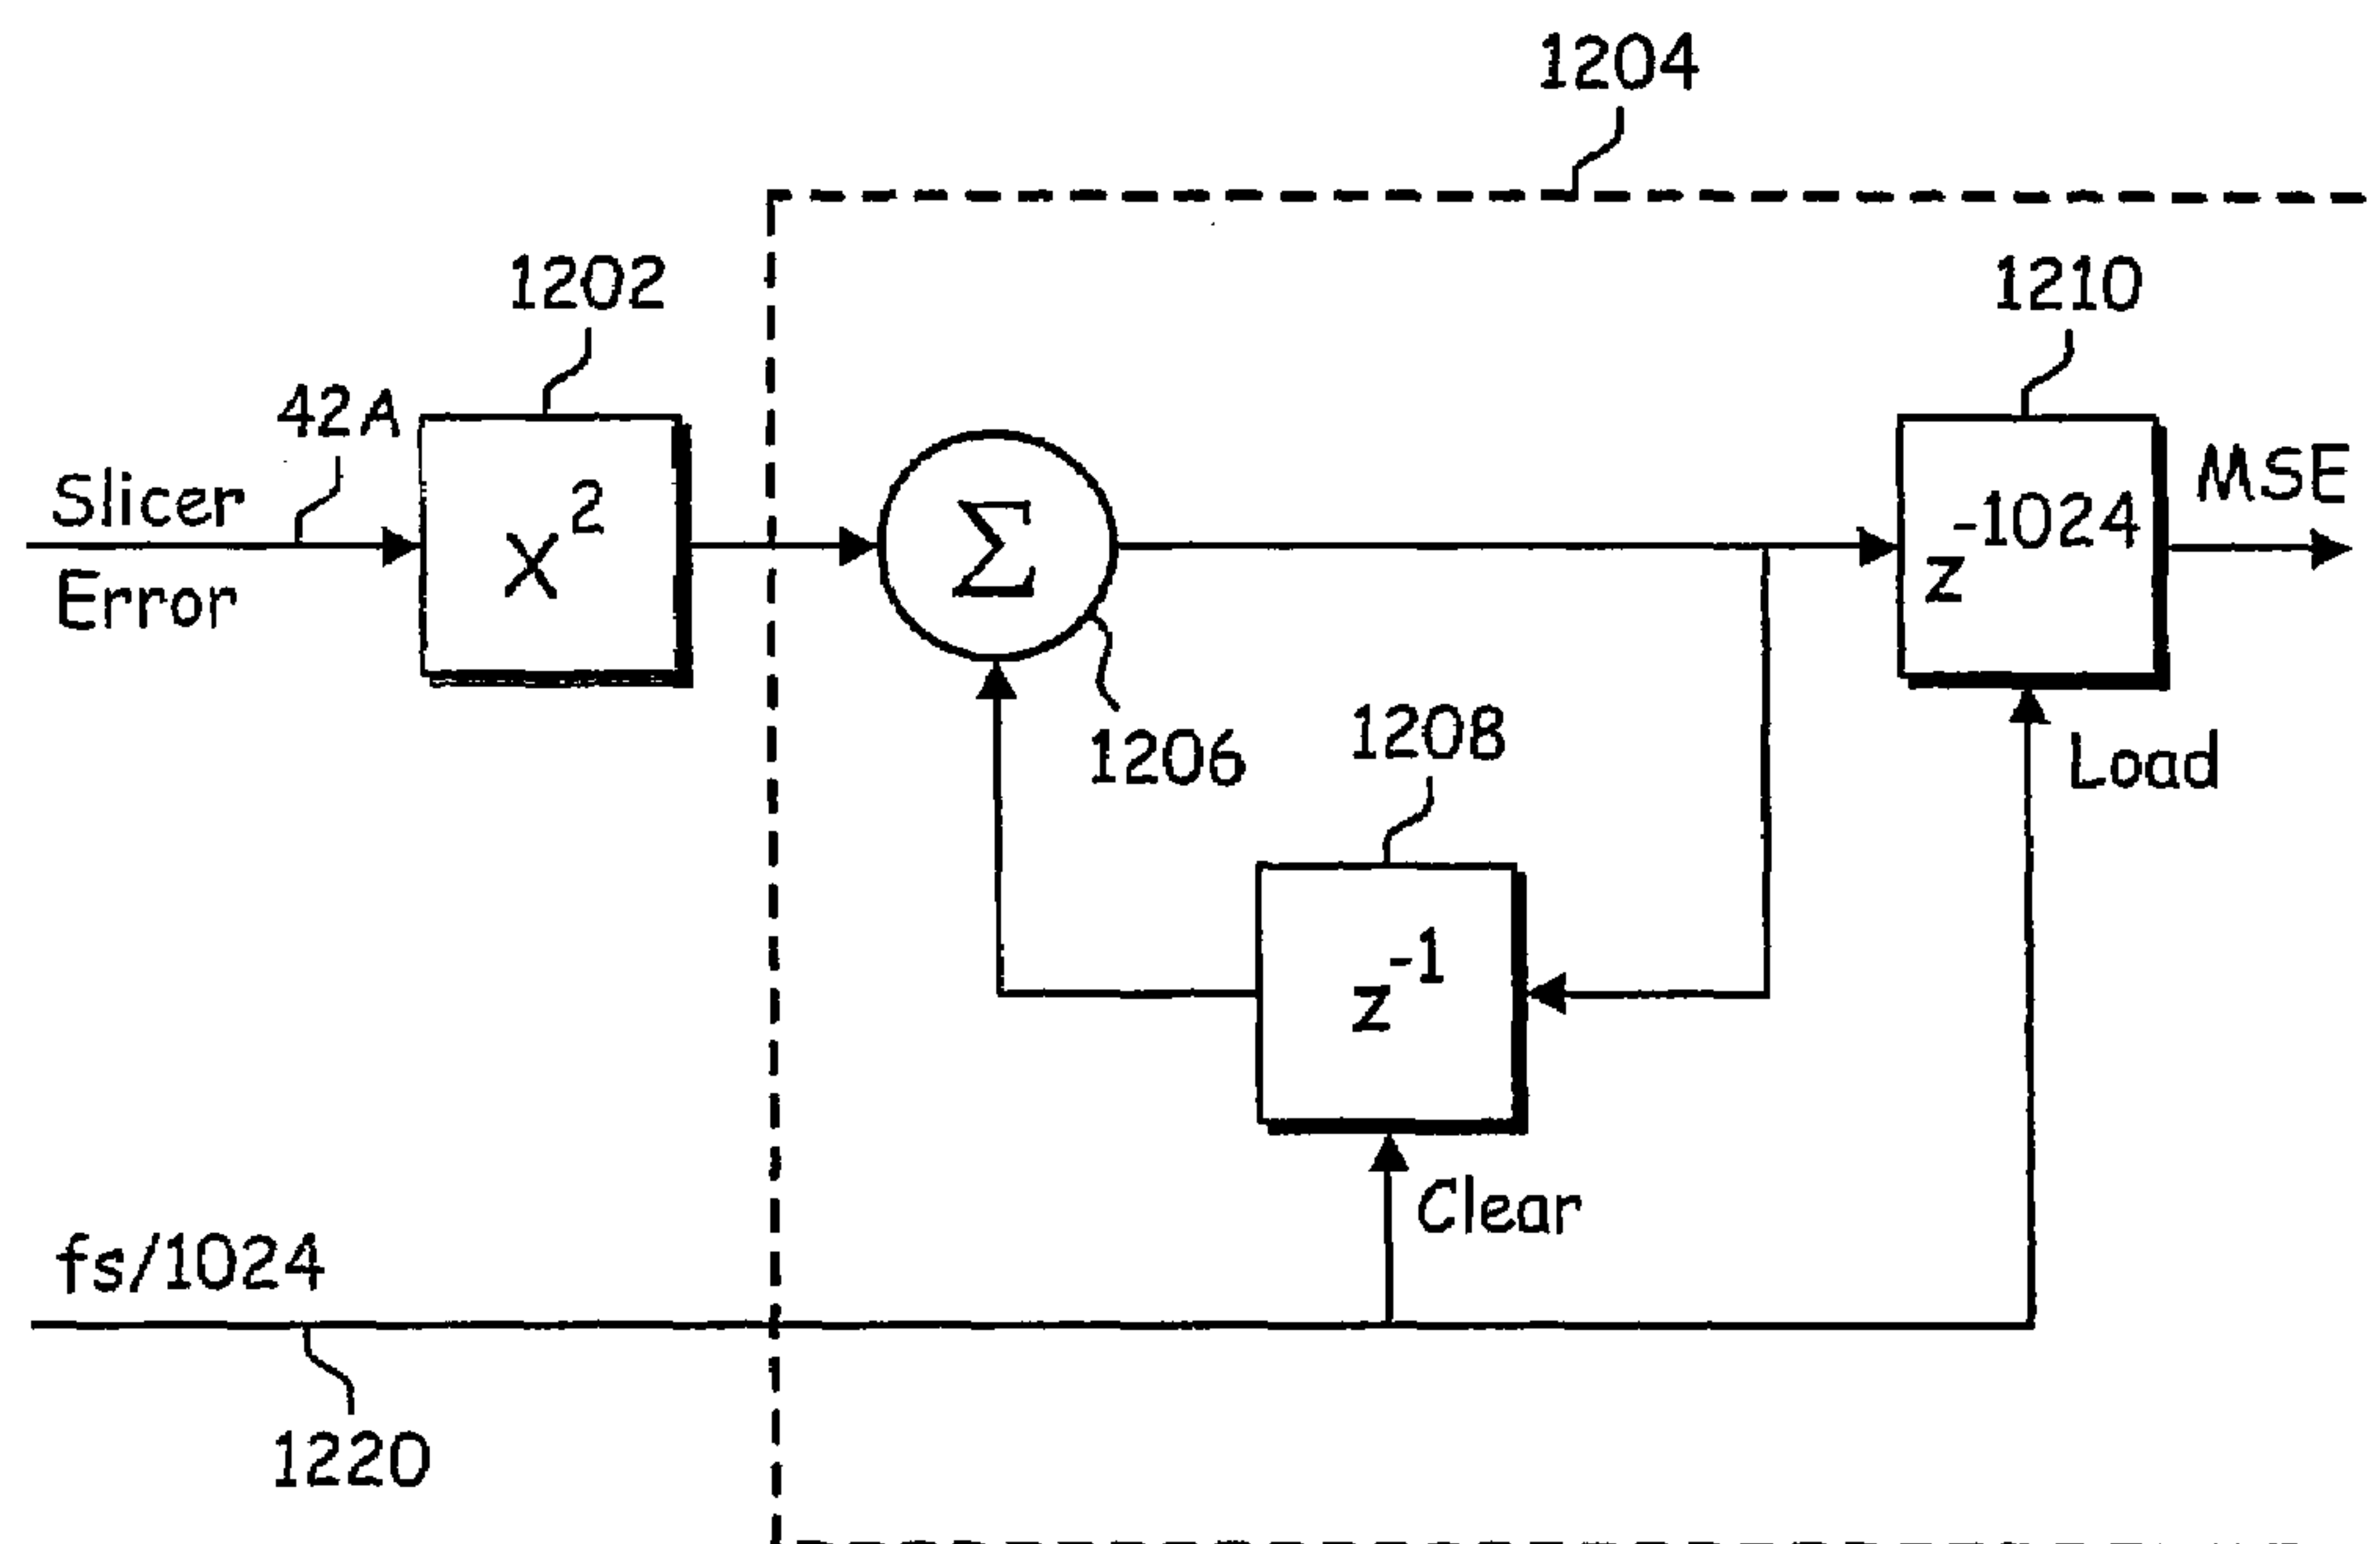 1204
1202
1210
42A
Slicer
Error
X²
Σ
z⁻¹⁰²⁴
MSE
1206
1208
Load
z⁻¹
Clear
fs/1024
1220